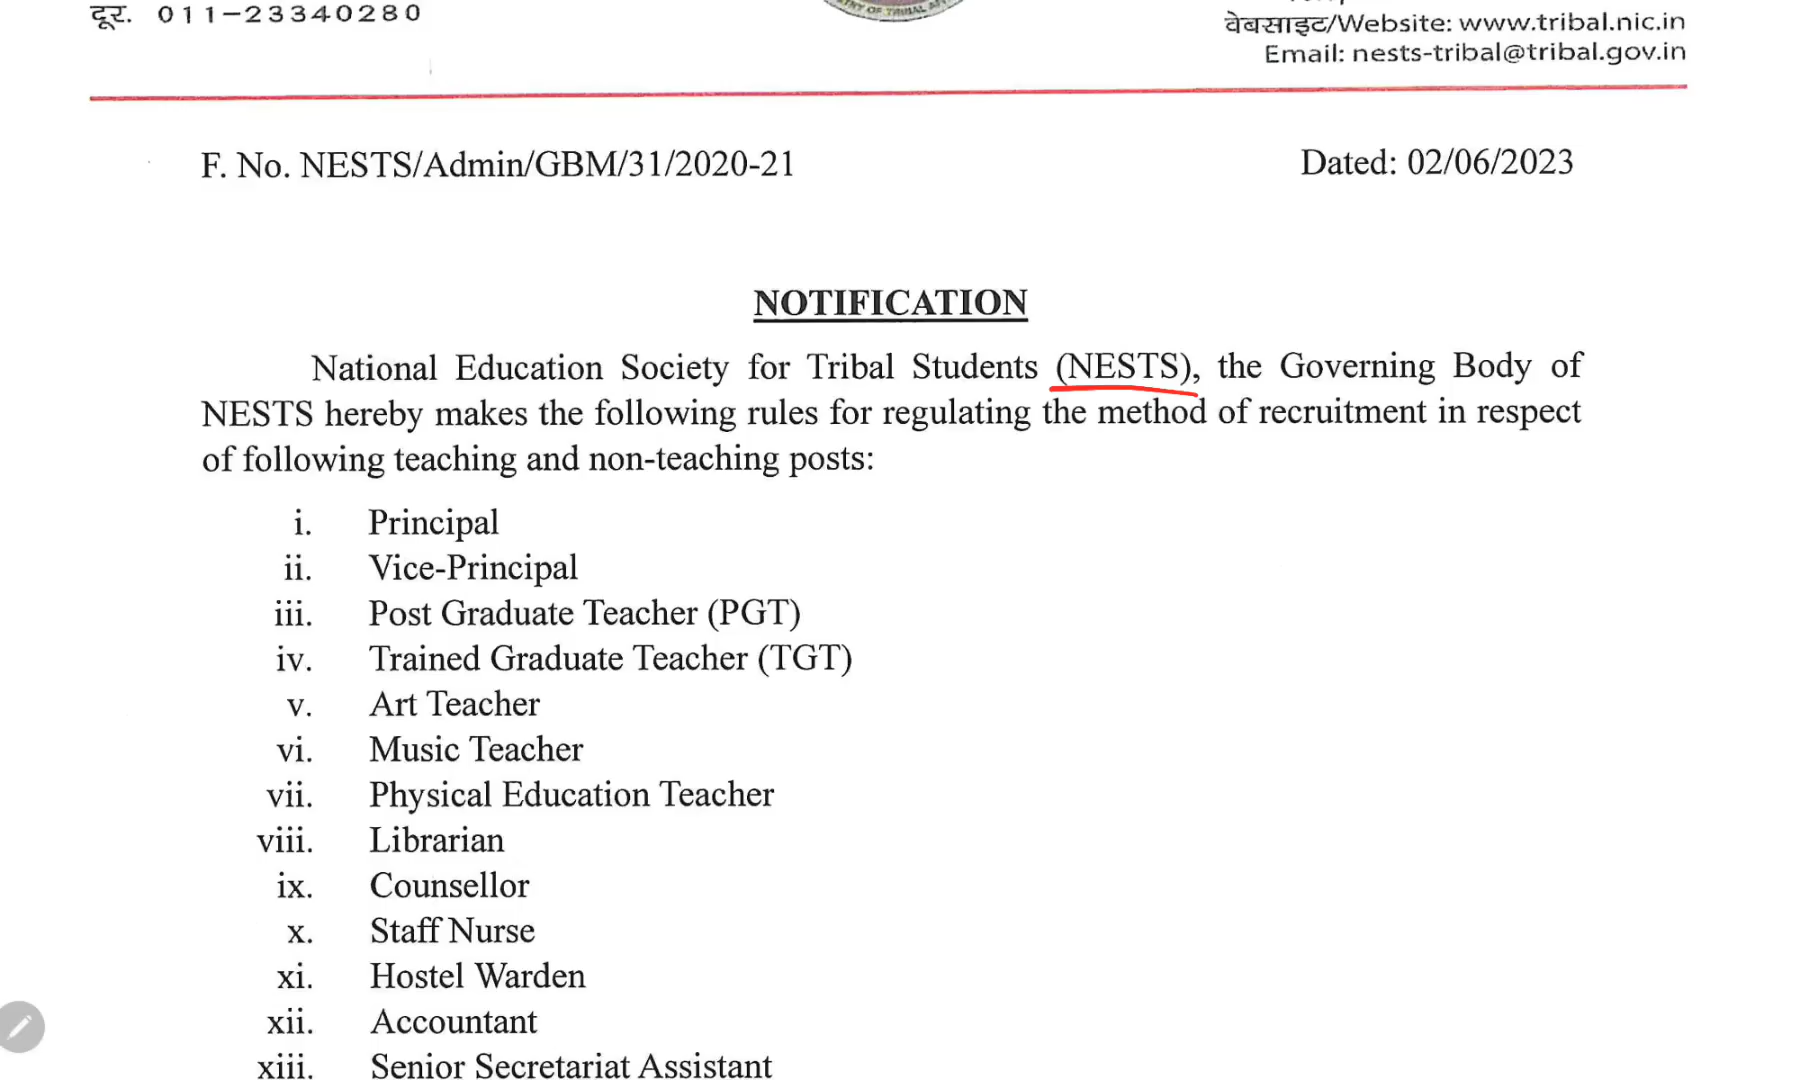 दूर. 011-23340280
वेबसाइट/Website: www.tribal.nic.in
Email: nests-tribal@tribal.gov.in
F. No. NESTS/Admin/GBM/31/2020-21 Dated: 02/06/2023
NOTIFICATION
National Education Society for Tribal Students (NESTS), the Governing Body of
NESTS hereby makes the following rules for regulating the method of recruitment in respect
of following teaching and non-teaching posts:
i. Principal
ii. Vice-Principal
iii. Post Graduate Teacher (PGT)
iv. Trained Graduate Teacher (TGT)
v. Art Teacher
vi. Music Teacher
vii. Physical Education Teacher
viii. Librarian
ix. Counsellor
x. Staff Nurse
xi. Hostel Warden
xii. Accountant
xiii. Senior Secretariat Assistant